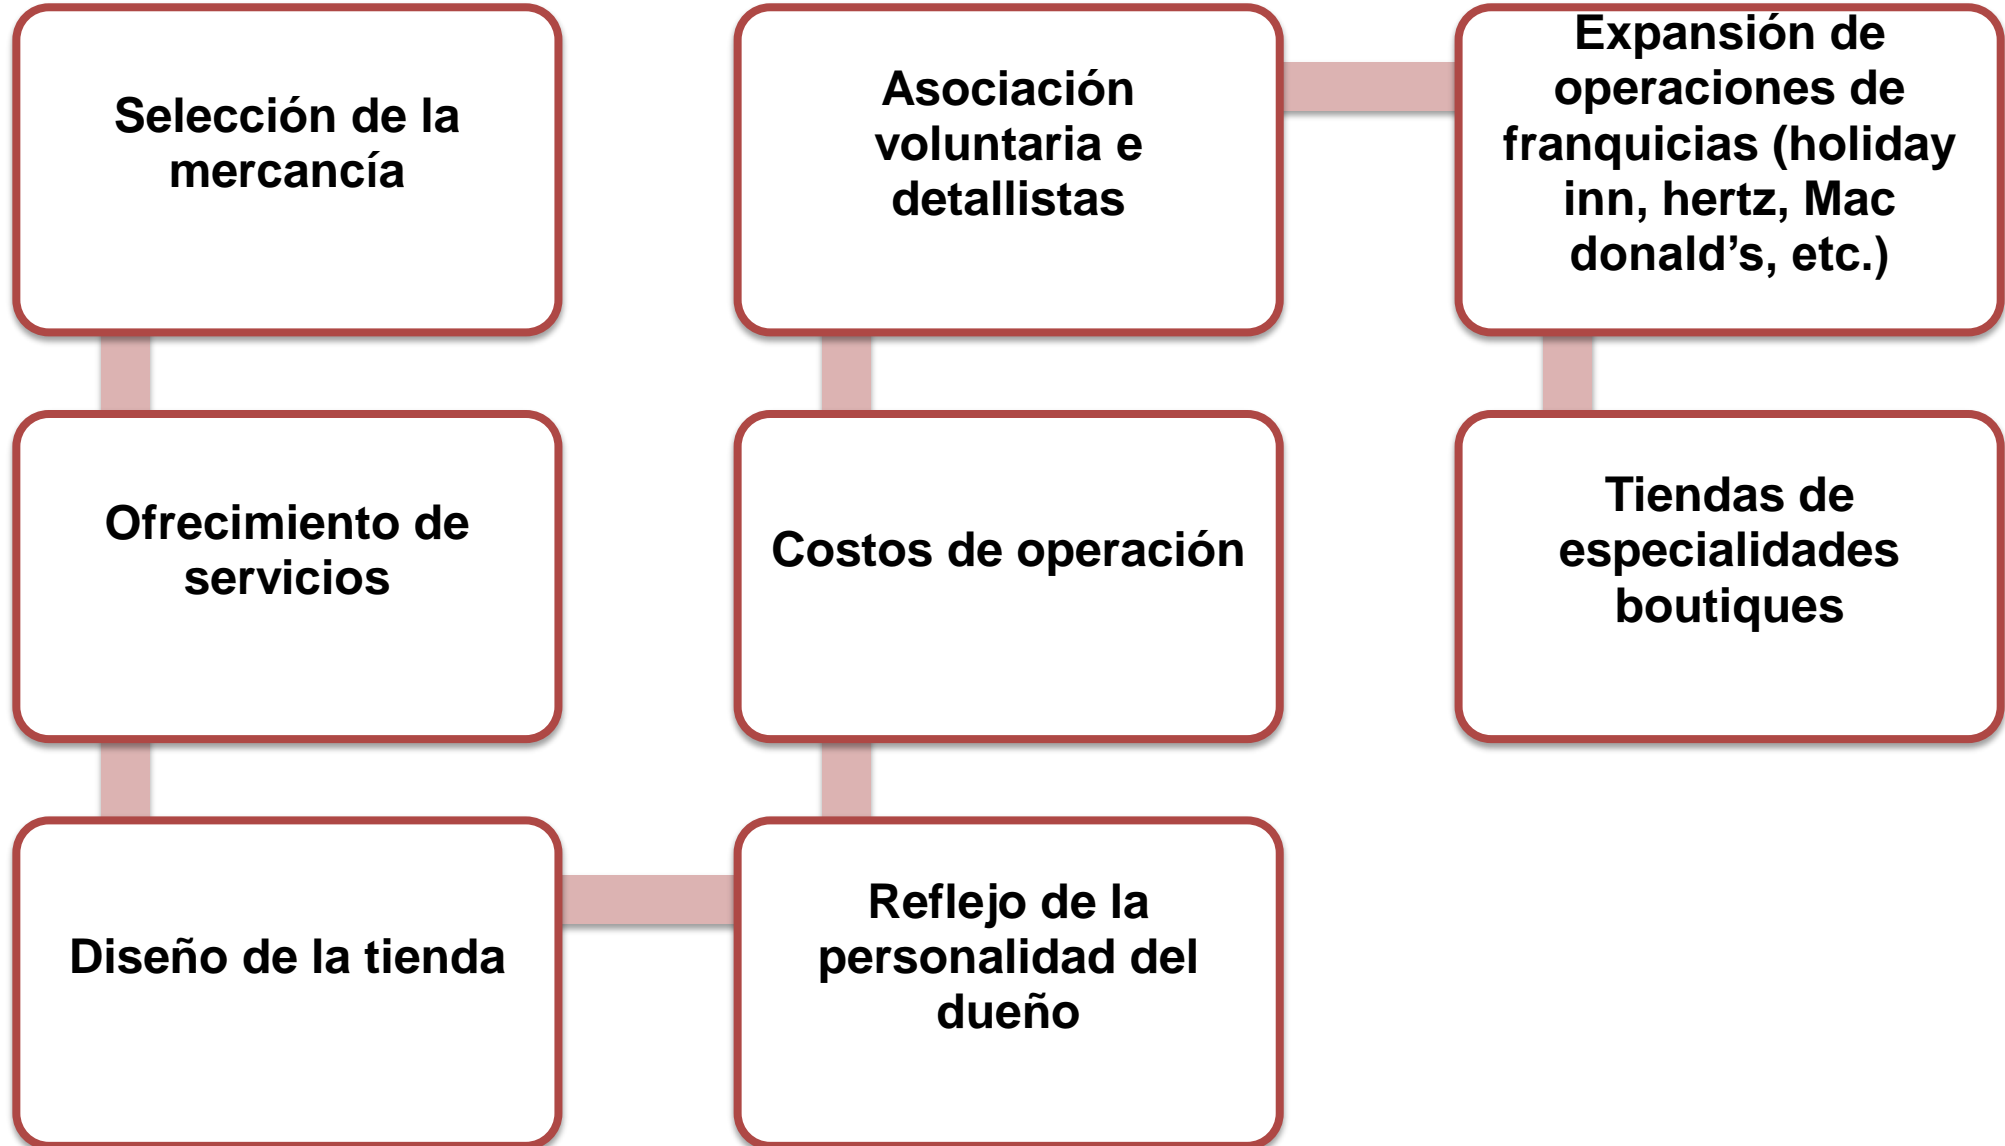 Selección de la
mercancía
Ofrecimiento de
servicios
Diseño de la tienda
Reflejo de la
personalidad del
dueño
Costos de operación
Asociación
voluntaria e
detallistas
Expansión de
operaciones de
franquicias (holiday
inn, hertz, Mac
donald’s, etc.)
Tiendas de
especialidades
boutiques